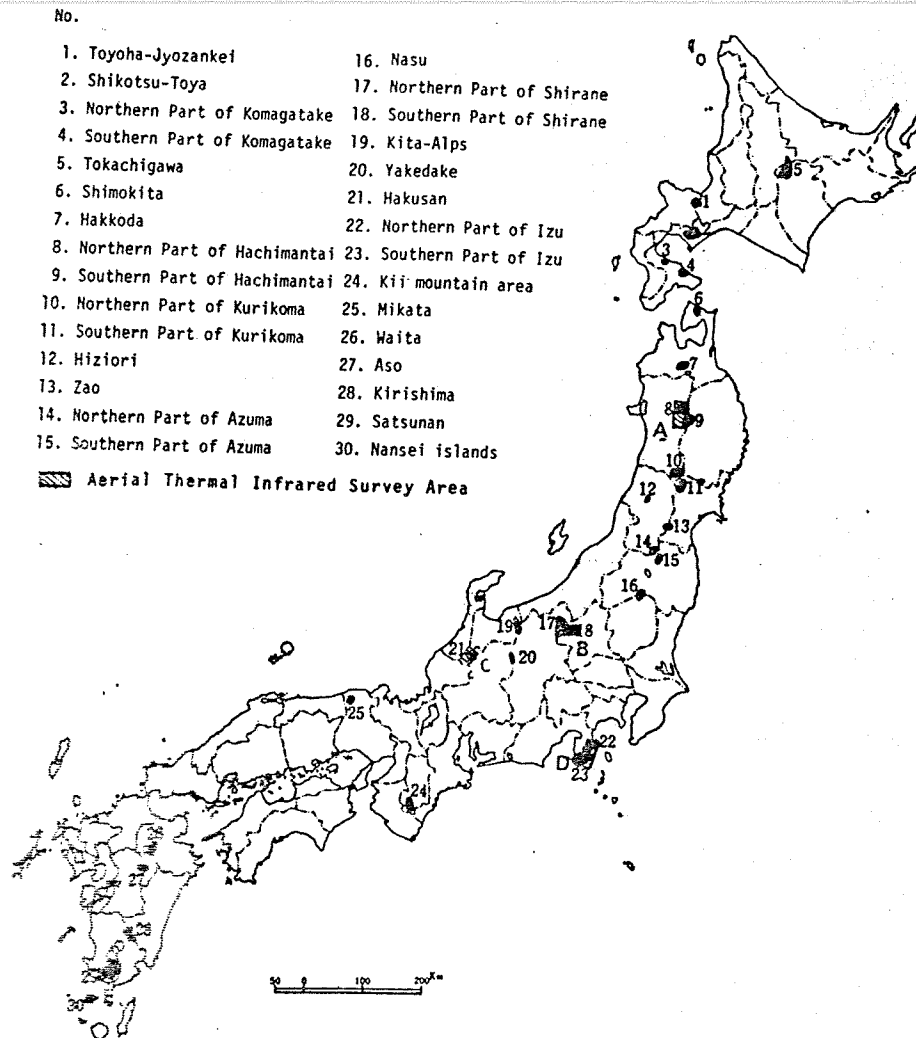 No.
1. Toyoha-Jyozankei
2. Shikotsu-Toya
3. Northern Part of Komagatake
4. Southern Part of Komagatake
5. Tokachigawa
6. Shimokita
7. Hakkoda
8. Northern Part of Hachimantai
9. Southern Part of Hachimantai
10. Northern Part of Kurikoma
11. Southern Part of Kurikoma
12. Hiziori
13. Zao
14. Northern Part of Azuma
15. Southern Part of Azuma
16. Nasu
17. Northern Part of Shirane
18. Southern Part of Shirane
19. Kita-Alps
20. Yakedake
21. Hakusan
22. Northern Part of Izu
23. Southern Part of Izu
24. Kii mountain area
25. Mikata
26. Waita
27. Aso
28. Kirishima
29. Satsunan
30. Nansei islands
Aerial Thermal Infrared Survey Area
5
1
2
3
4
6
7
8
9
A
10
11
12
13
14
15
16
17
18
19
B
21
C
20
25
22
D
23
24
27
28
30
50 0 100 200 Km